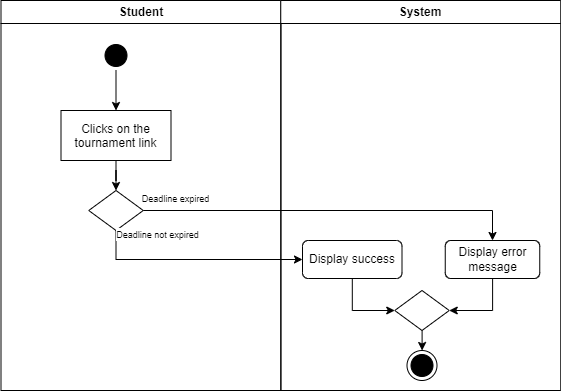 Student
System
Clicks on the
tournament link
Deadline expired
Deadline not expired
Display success
Display error
message